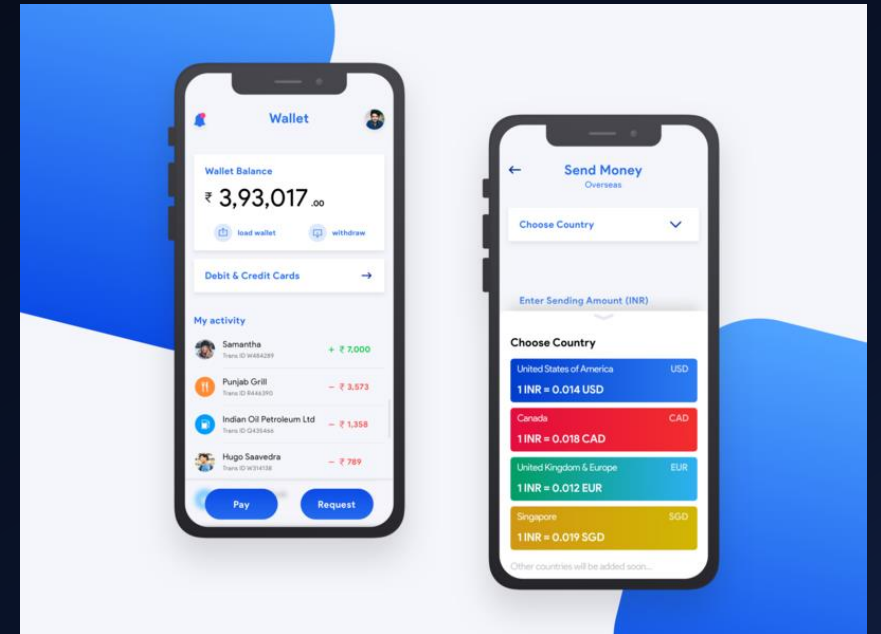 Wallet
Wallet Balance
₹ 3,93,017 .00
load wallet
withdraw
Debit & Credit Cards
My activity
Samantha
Trans ID W484289
+ ₹ 7,000
Punjab Grill
Trans ID R446390
− ₹ 3,573
Indian Oil Petroleum Ltd
Trans ID Q435466
− ₹ 1,358
Hugo Saavedra
Trans ID W314138
− ₹ 789
Pay
Request
Send Money
Overseas
Choose Country
Enter Sending Amount (INR)
Choose Country
United States of America
USD
1 INR = 0.014 USD
Canada
CAD
1 INR = 0.018 CAD
United Kingdom & Europe
EUR
1 INR = 0.012 EUR
Singapore
SGD
1 INR = 0.019 SGD
Other countries will be added soon...